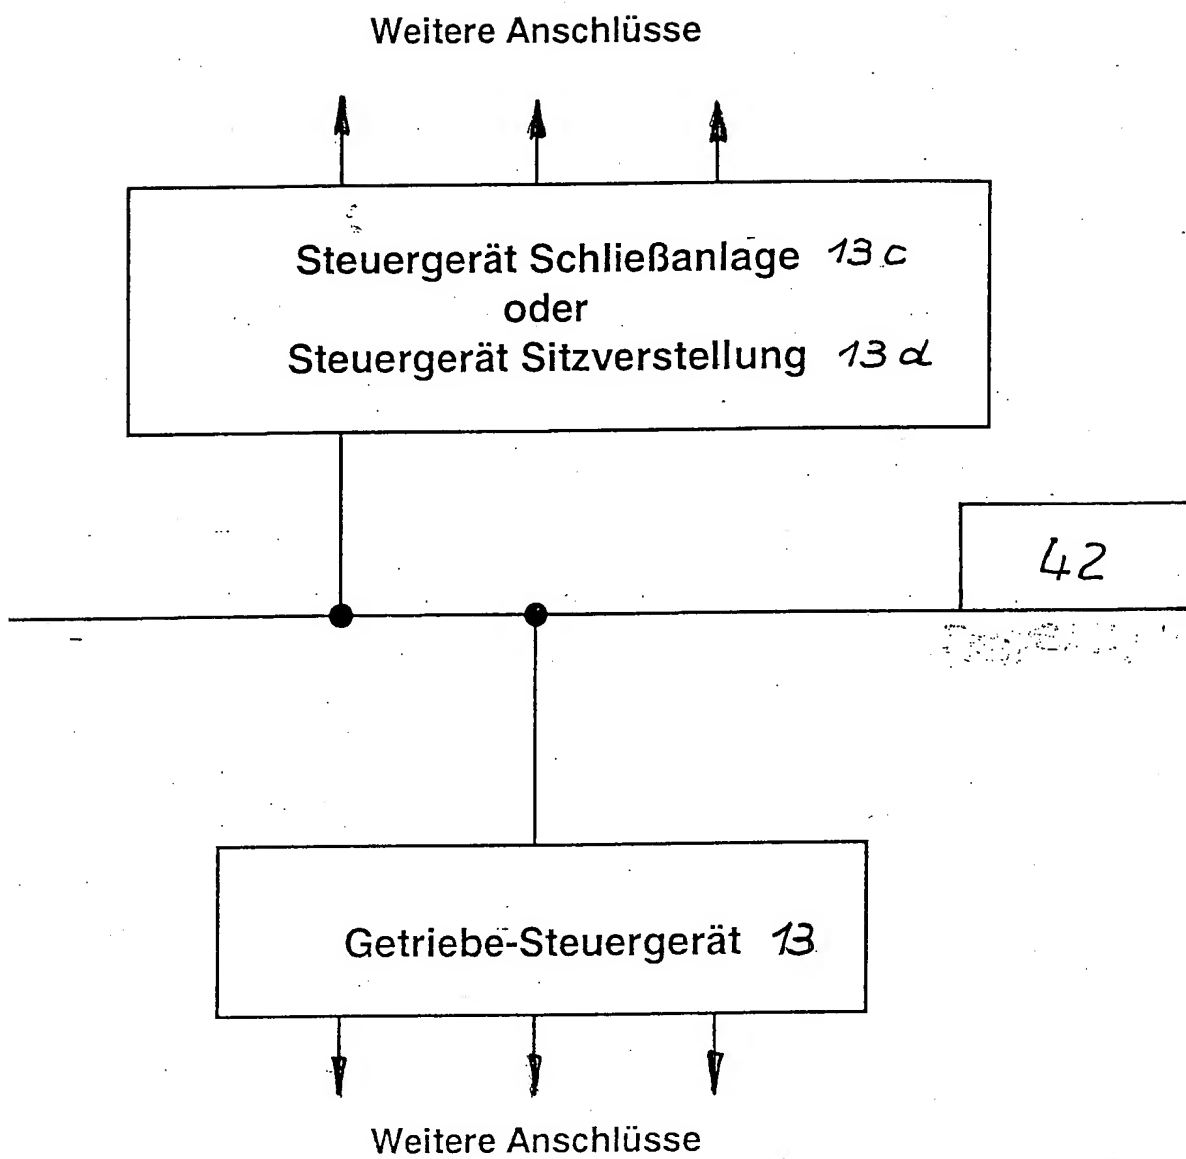 Weitere Anschlüsse
Steuergerät Schließanlage 13c
oder
Steuergerät Sitzverstellung 13d
42
Getriebe-Steuergerät 13
Weitere Anschlüsse